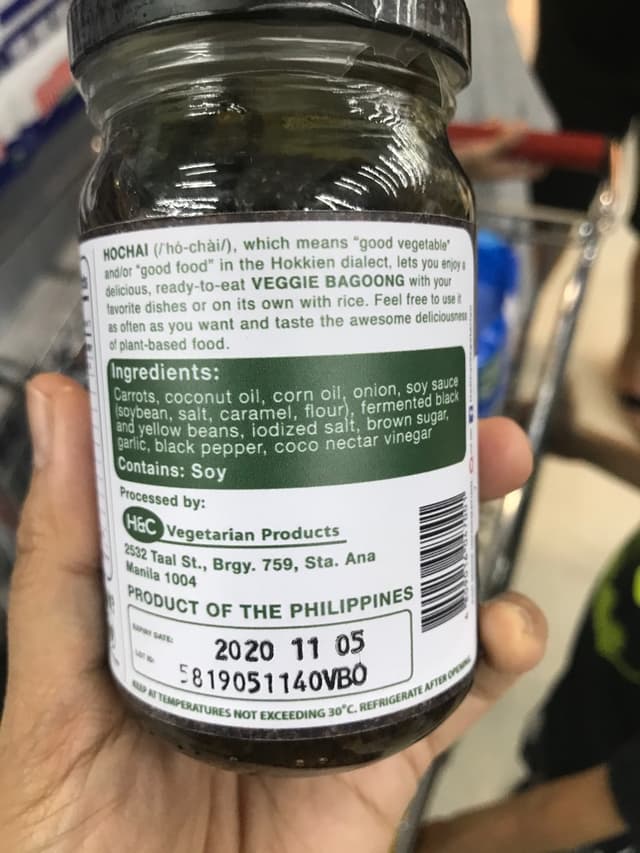 HOCHAI (/hó-chài/), which means "good vegetable"
and/or "good food" in the Hokkien dialect, lets you enjoy a
delicious, ready-to-eat VEGGIE BAGOONG with your
favorite dishes or on its own with rice. Feel free to use it
as often as you want and taste the awesome deliciousness
of plant-based food.
Ingredients:
Carrots, coconut oil, corn oil, onion, soy sauce
(soybean, salt, caramel, flour), fermented black
and yellow beans, iodized salt, brown sugar,
garlic, black pepper, coco nectar vinegar
Contains: Soy
Processed by:
H&C Vegetarian Products
2532 Taal St., Brgy. 759, Sta. Ana
Manila 1004
PRODUCT OF THE PHILIPPINES
EXPIRY DATE: 2020 11 05
LOT ID: 5819051140VBO
KEEP AT TEMPERATURES NOT EXCEEDING 30°C. REFRIGERATE AFTER OPENING.